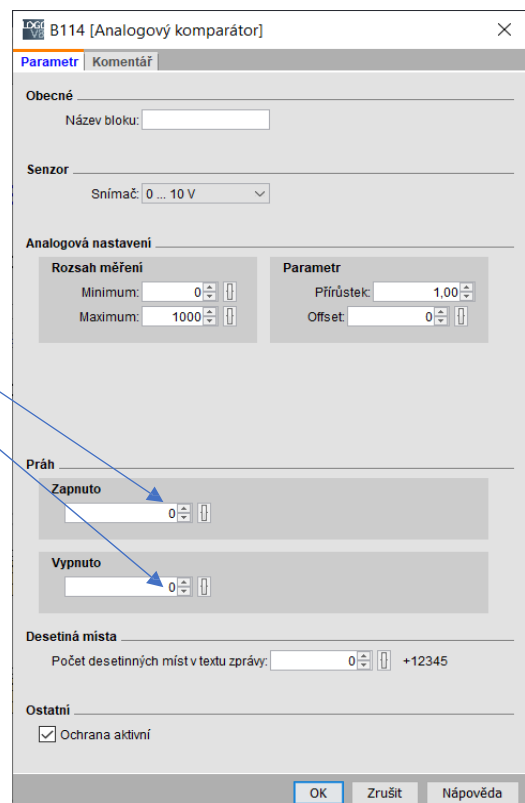 LOGO V8 B114 [Analogový komparátor]
Parametr Komentář
Obecné
Název bloku:
Senzor
Snímač: 0 ... 10 V
Analogová nastavení
Rozsah měření Parametr
Minimum: 0 Přírůstek: 1,00
Maximum: 1000 Offset: 0
Práh
Zapnuto
0
Vypnuto
0
Desetiná místa
Počet desetinných míst v textu zprávy: 0 +12345
Ostatní
Ochrana aktivní
OK Zrušit Nápověda